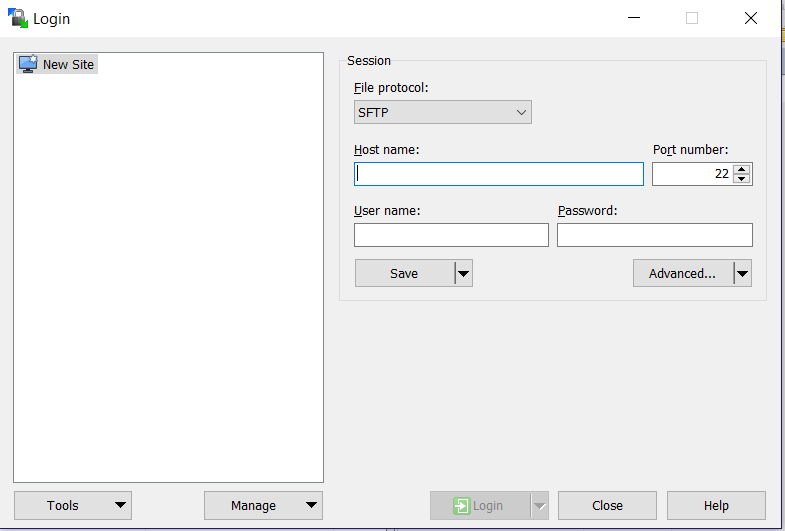 Login
New Site
Session
File protocol:
SFTP
Host name:
Port number:
22
User name:
Password:
Save
Advanced...
Tools
Manage
Login
Close
Help